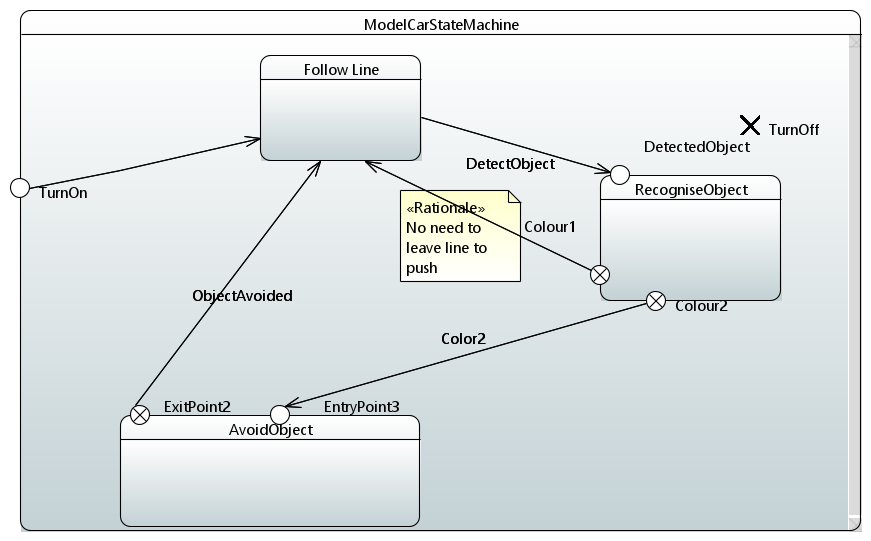 ModelCarStateMachine
Follow Line
TurnOff
DetectedObject
DetectObject
RecogniseObject
TurnOn
«Rationale»
No need to
leave line to
push
Colour1
ObjectAvoided
Colour2
Color2
ExitPoint2
EntryPoint3
AvoidObject